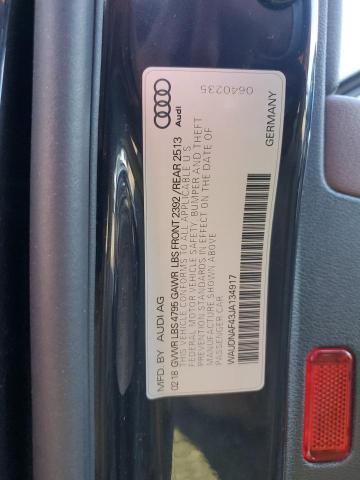 Audi
0640235
GERMANY
MFD. BY AUDI AG
02 18 GVWR LBS 4795 GAWR LBS FRONT 2392 / REAR 2513
THIS VEHICLE CONFORMS TO ALL APPLICABLE U S
FEDERAL MOTOR VEHICLE SAFETY, BUMPER AND THEFT
PREVENTION STANDARDS IN EFFECT ON THE DATE OF
MANUFACTURE SHOWN ABOVE
PASSENGER CAR
WAUDNAF43JA134917